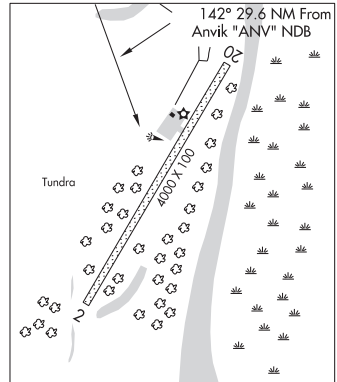 142° 29.6 NM From
Anvik "ANV" NDB
20
Tundra
4000 X 100
2